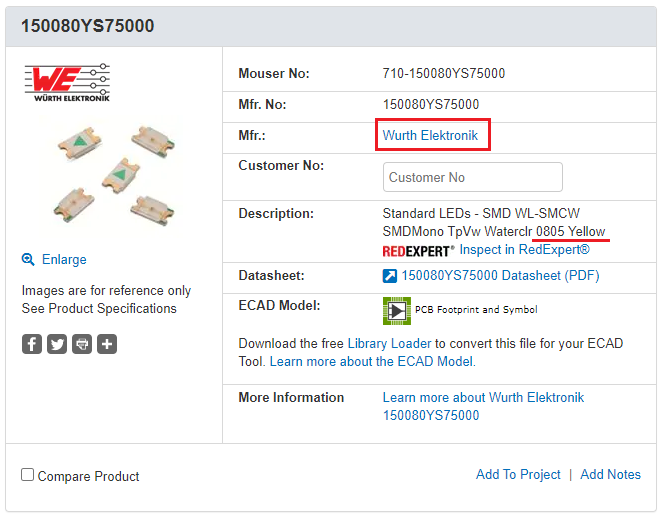 150080YS75000
WE
WÜRTH ELEKTRONIK
Enlarge
Images are for reference only
See Product Specifications
Mouser No: 710-150080YS75000
Mfr. No: 150080YS75000
Mfr.: Wurth Elektronik
Customer No: Customer No
Description: Standard LEDs - SMD WL-SMCW
SMDMono TpVw Waterclr 0805 Yellow
REDEXPERT® Inspect in RedExpert®
Datasheet: 150080YS75000 Datasheet (PDF)
ECAD Model: PCB Footprint and Symbol
Download the free Library Loader to convert this file for your ECAD
Tool. Learn more about the ECAD Model.
More Information Learn more about Wurth Elektronik
150080YS75000
Compare Product
Add To Project | Add Notes